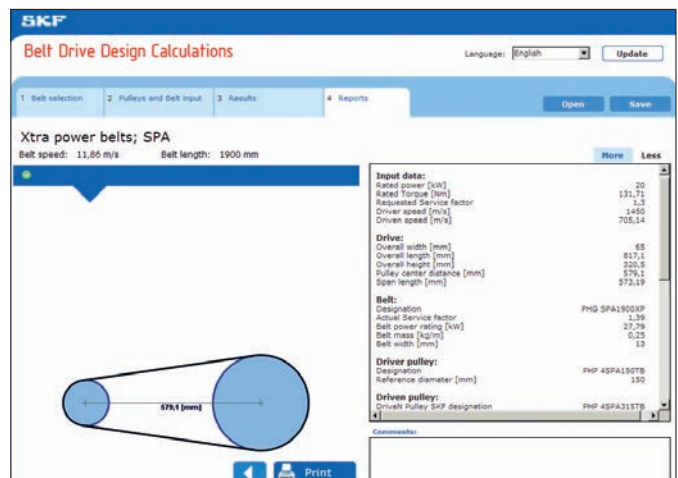 SKF
Belt Drive Design Calculations
Language: English Update
1 Belt selection 2 Pulleys and Belt input 3 Results 4 Reports
Open Save
Xtra power belts; SPA
Belt speed: 11,86 m/s Belt length: 1900 mm
More Less
Input data:
Rated power [kW] 20
Rated Torque [Nm] 131,71
Requested Service factor 1,3
Driver speed [m/s] 1450
Driven speed [m/s] 705,14
Drive:
Overall width [mm] 65
Overall length [mm] 817,1
Overall height [mm] 320,5
Pulley center distance [mm] 579,1
Span length [mm] 573,19
Belt:
Designation PHG SPA1900XP
Actual Service factor 1,39
Belt power rating [kW] 27,79
Belt mass [kg/m] 0,25
Belt width [mm] 13
Driver pulley:
Designation PHP 4SPA150TB
Reference diameter [mm] 150
Driven pulley:
DriveN Pulley SKF designation PHP 4SPA315TB
579,1 [mm]
Comments:
Print